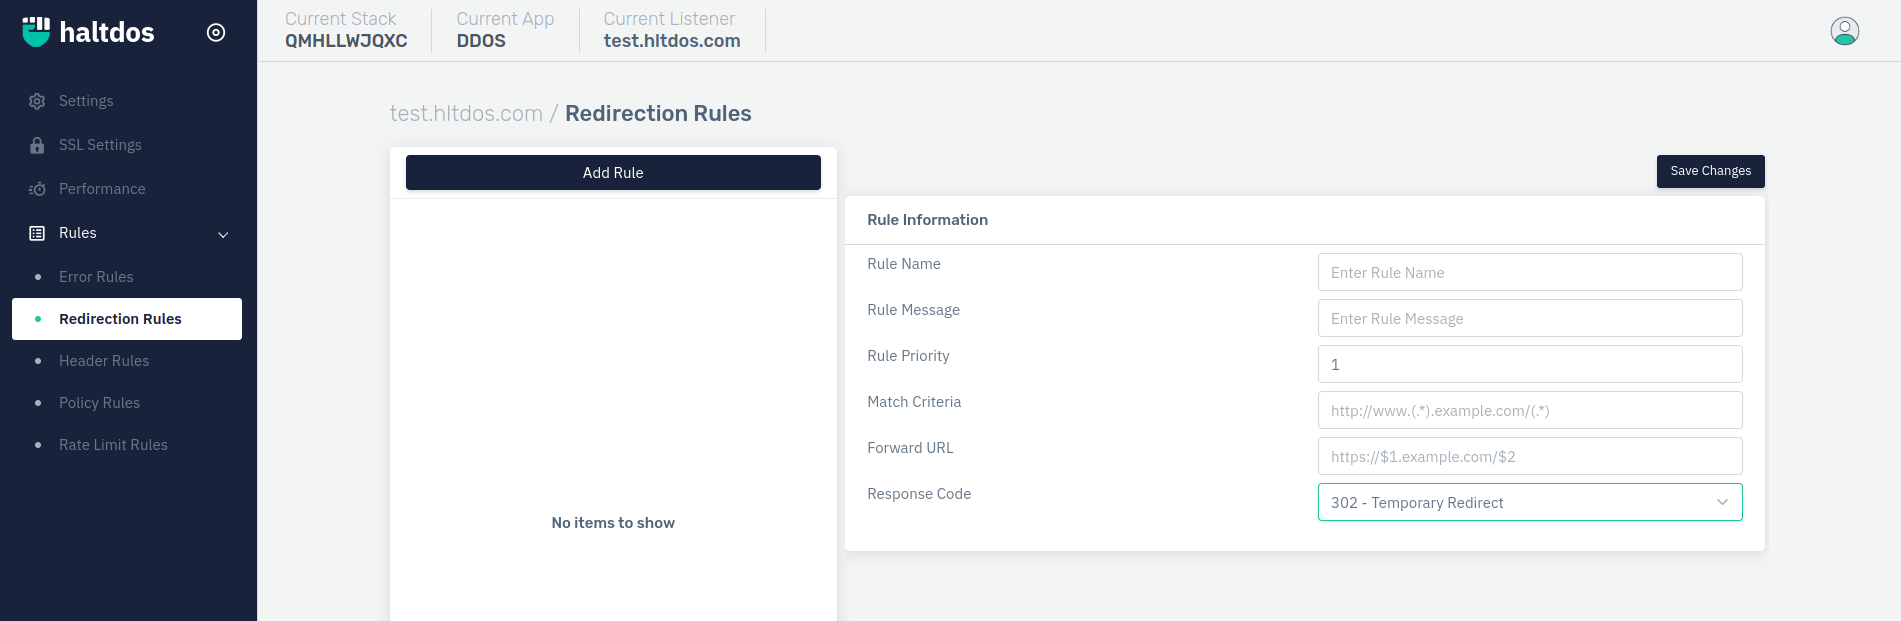 haltdos
Current Stack
QMHLLWJQXC
Current App
DDOS
Current Listener
test.hltdos.com
Settings
SSL Settings
Performance
Rules
Error Rules
Redirection Rules
Header Rules
Policy Rules
Rate Limit Rules
test.hltdos.com / Redirection Rules
Add Rule
No items to show
Save Changes
Rule Information
Rule Name
Enter Rule Name
Rule Message
Enter Rule Message
Rule Priority
1
Match Criteria
http://www.(.*).example.com/(.*)
Forward URL
https://$1.example.com/$2
Response Code
302 - Temporary Redirect